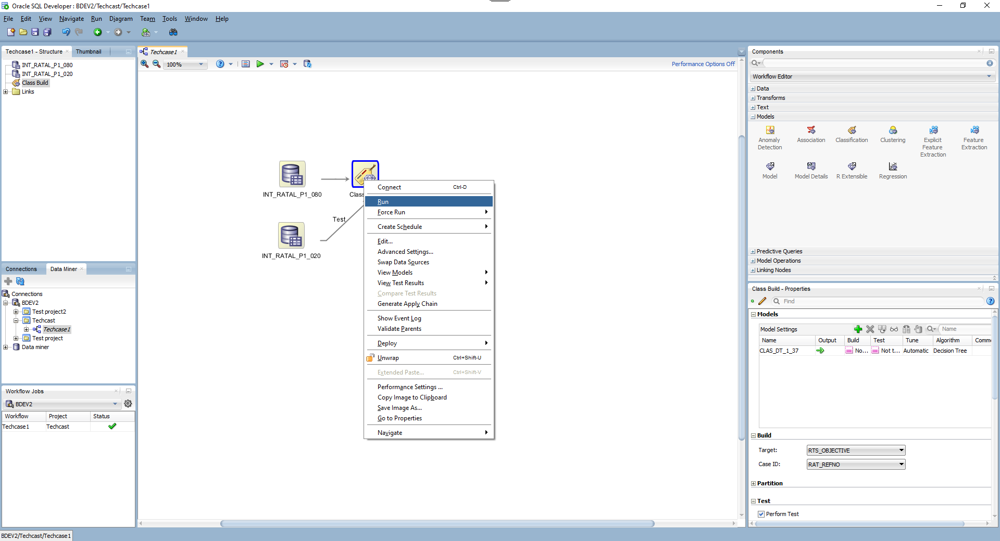 Oracle SQL Developer : BDEV2/Techcast/Techcase1
File Edit View Navigate Run Diagram Team Tools Window Help
Techcase1 - Structure
Thumbnail
INT_RATAL_P1_080
INT_RATAL_P1_020
Class Build
Links
Connections
Data Miner
Connections
BDEV2
Test project2
Techcast
Techcase1
Test project
Data miner
Workflow Jobs
BDEV2
Workflow Project Status
Techcase1 Techcast
BDEV2/Techcast/Techcase1
Techcase1
100%
Performance Options Off
INT_RATAL_P1_080
Clas
Test
INT_RATAL_P1_020
Connect Ctrl-D
Run
Force Run
Create Schedule
Edit...
Advanced Settings...
Swap Data Sources
View Models
View Test Results
Compare Test Results
Generate Apply Chain
Show Event Log
Validate Parents
Deploy
Unwrap Ctrl+Shift-U
Extended Paste... Ctrl+Shift-V
Performance Settings ...
Copy Image to Clipboard
Save Image As...
Go to Properties
Navigate
Components
Workflow Editor
Data
Transforms
Text
Models
Anomaly Detection
Association
Classification
Clustering
Explicit Feature Extraction
Feature Extraction
Model
Model Details
R Extensible
Regression
Predictive Queries
Model Operations
Linking Nodes
Class Build - Properties
Find
Models
Model Settings
Name
Name Output Build Test Tune Algorithm Comme
CLAS_DT_1_37 No... Not t... Automatic Decision Tree
Build
Target: RTS_OBJECTIVE
Case ID: RAT_REFNO
Partition
Test
Perform Test